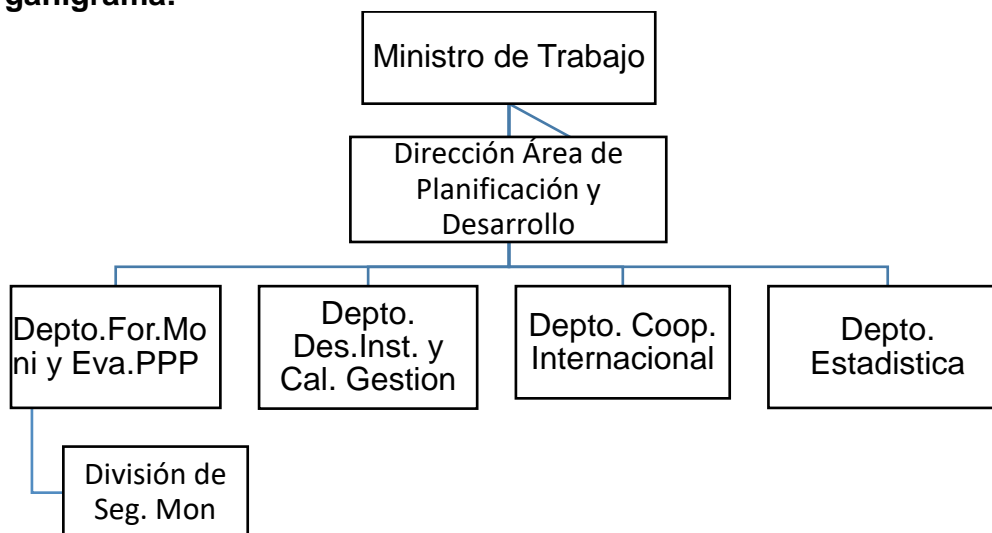 ganigrama:
Ministro de Trabajo
Dirección Área de
Planificación y
Desarrollo
Depto.For.Mo
ni y Eva.PPP
Depto.
Des.Inst. y
Cal. Gestion
Depto. Coop.
Internacional
Depto.
Estadistica
División de
Seg. Mon